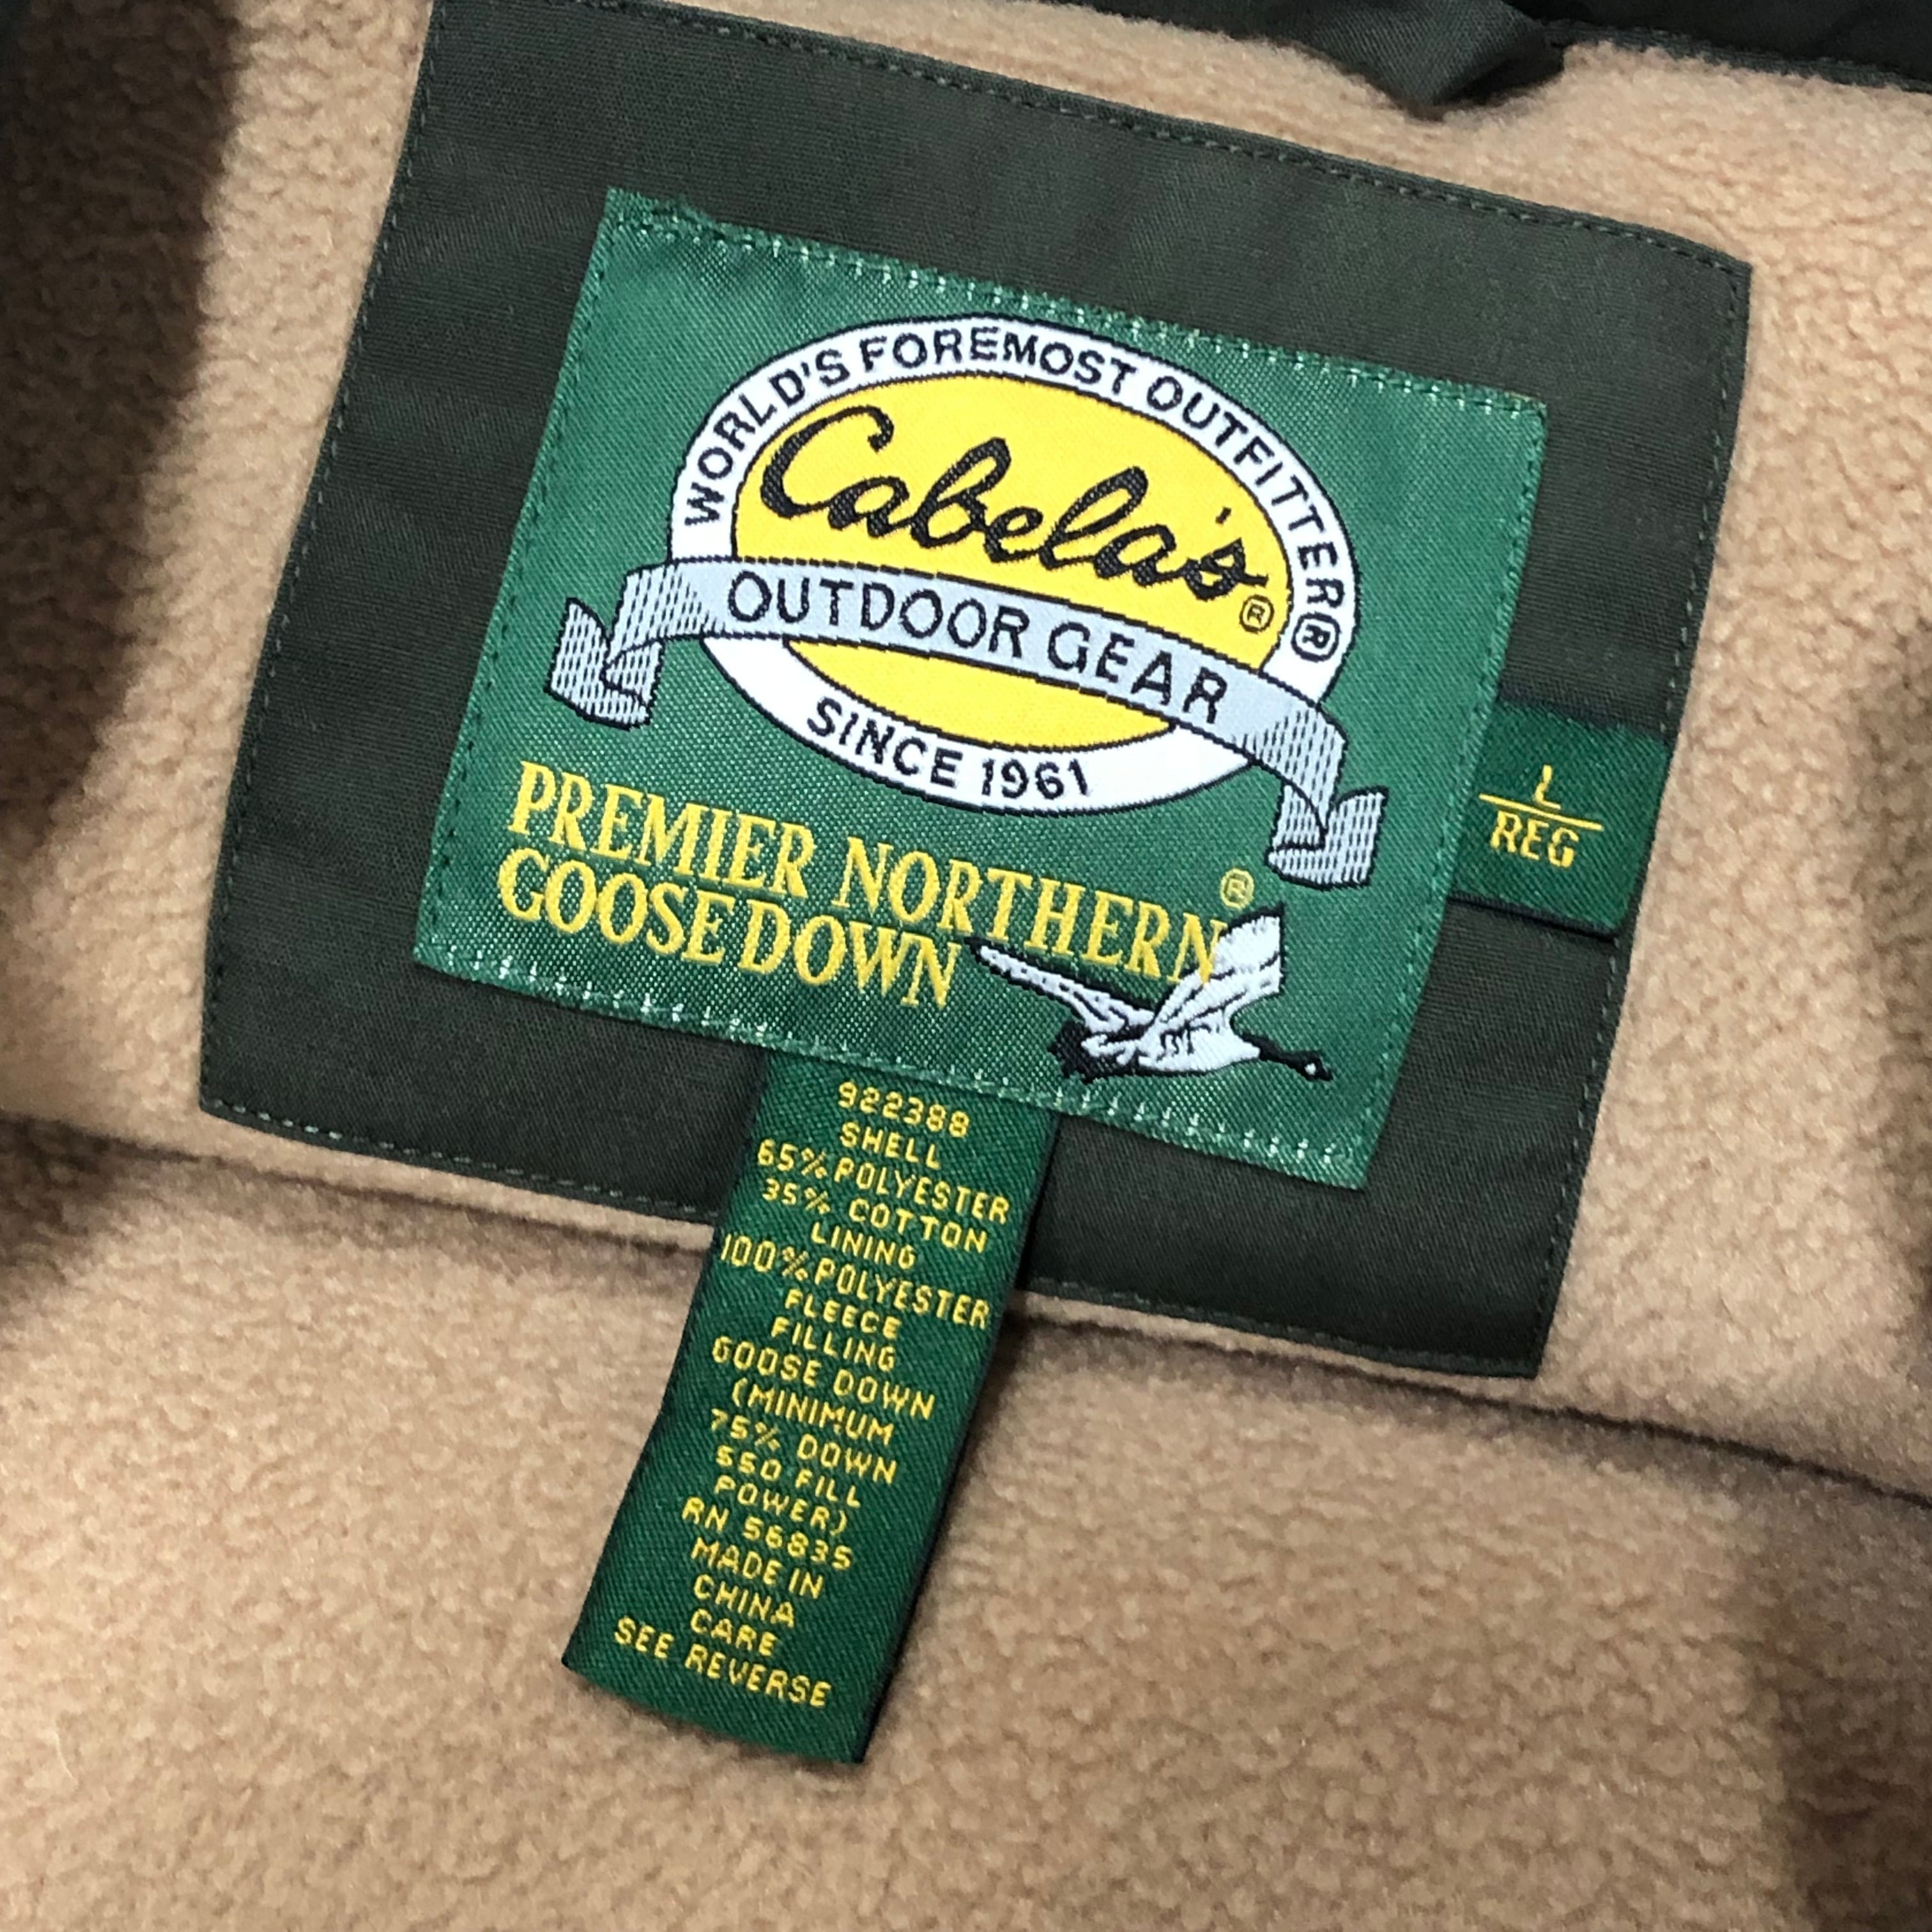 WORLD'S FOREMOST OUTFITTER®
Cabela's®
OUTDOOR GEAR
SINCE 1961
PREMIER NORTHERN®
GOOSE DOWN
L
REG
922388
SHELL
65% POLYESTER
35% COTTON
LINING
100% POLYESTER
FLEECE
FILLING
GOOSE DOWN
(MINIMUM
75% DOWN
550 FILL
POWER)
RN 56835
MADE IN
CHINA
CARE
SEE REVERSE